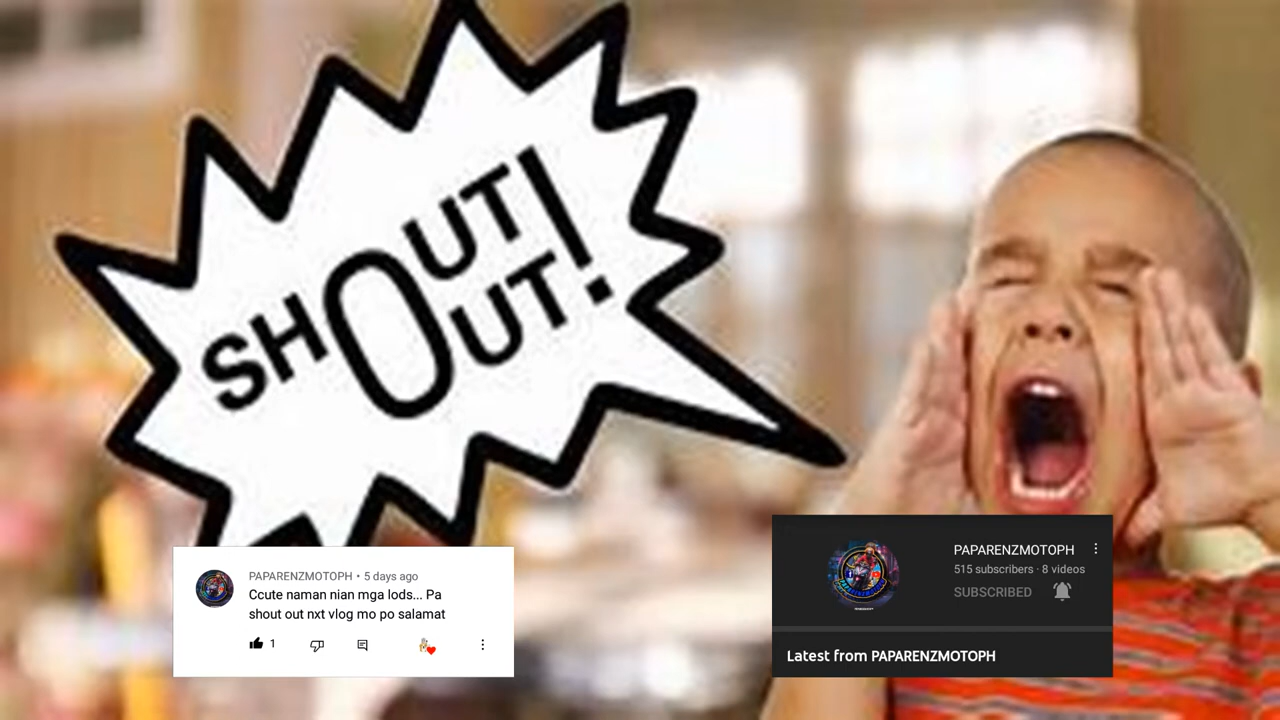 SHOUT
OUT!
PAPARENZMOTOPH • 5 days ago
Ccute naman nian mga lods... Pa
shout out nxt vlog mo po salamat
1
PAPARENZMOTOPH
515 subscribers · 8 videos
SUBSCRIBED
Latest from PAPARENZMOTOPH